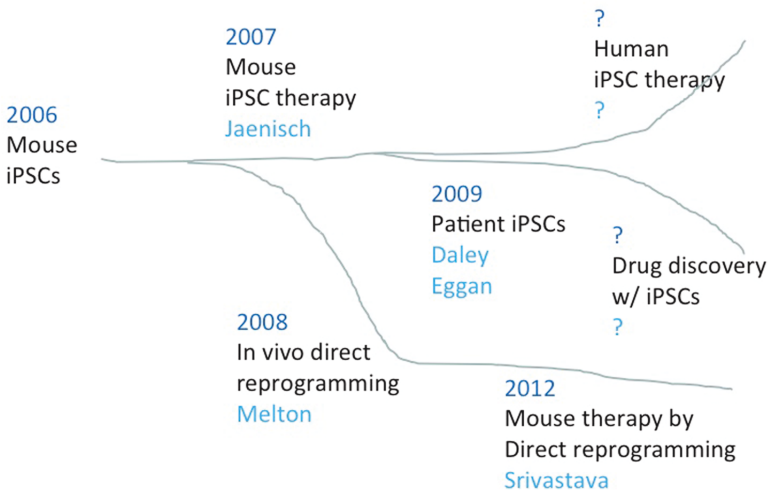 2006
Mouse
iPSCs
2007
Mouse
iPSC therapy
Jaenisch
?
Human
iPSC therapy
?
2009
Patient iPSCs
Daley
Eggan
?
Drug discovery
w/ iPSCs
?
2008
In vivo direct
reprogramming
Melton
2012
Mouse therapy by
Direct reprogramming
Srivastava